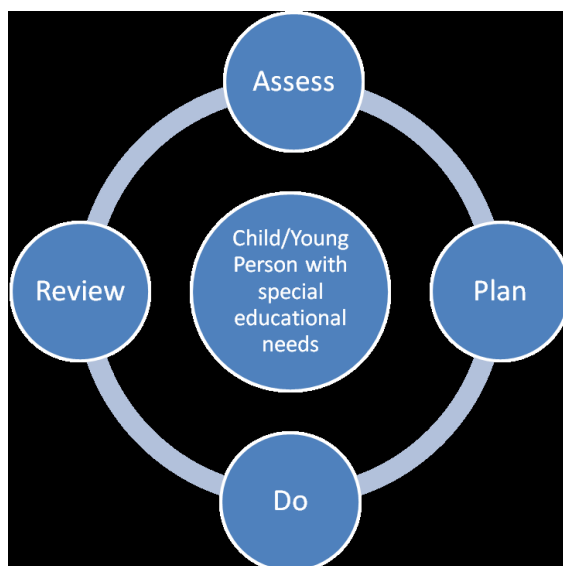 Assess
Child/Young
Person with
special
educational
needs
Review
Plan
Do